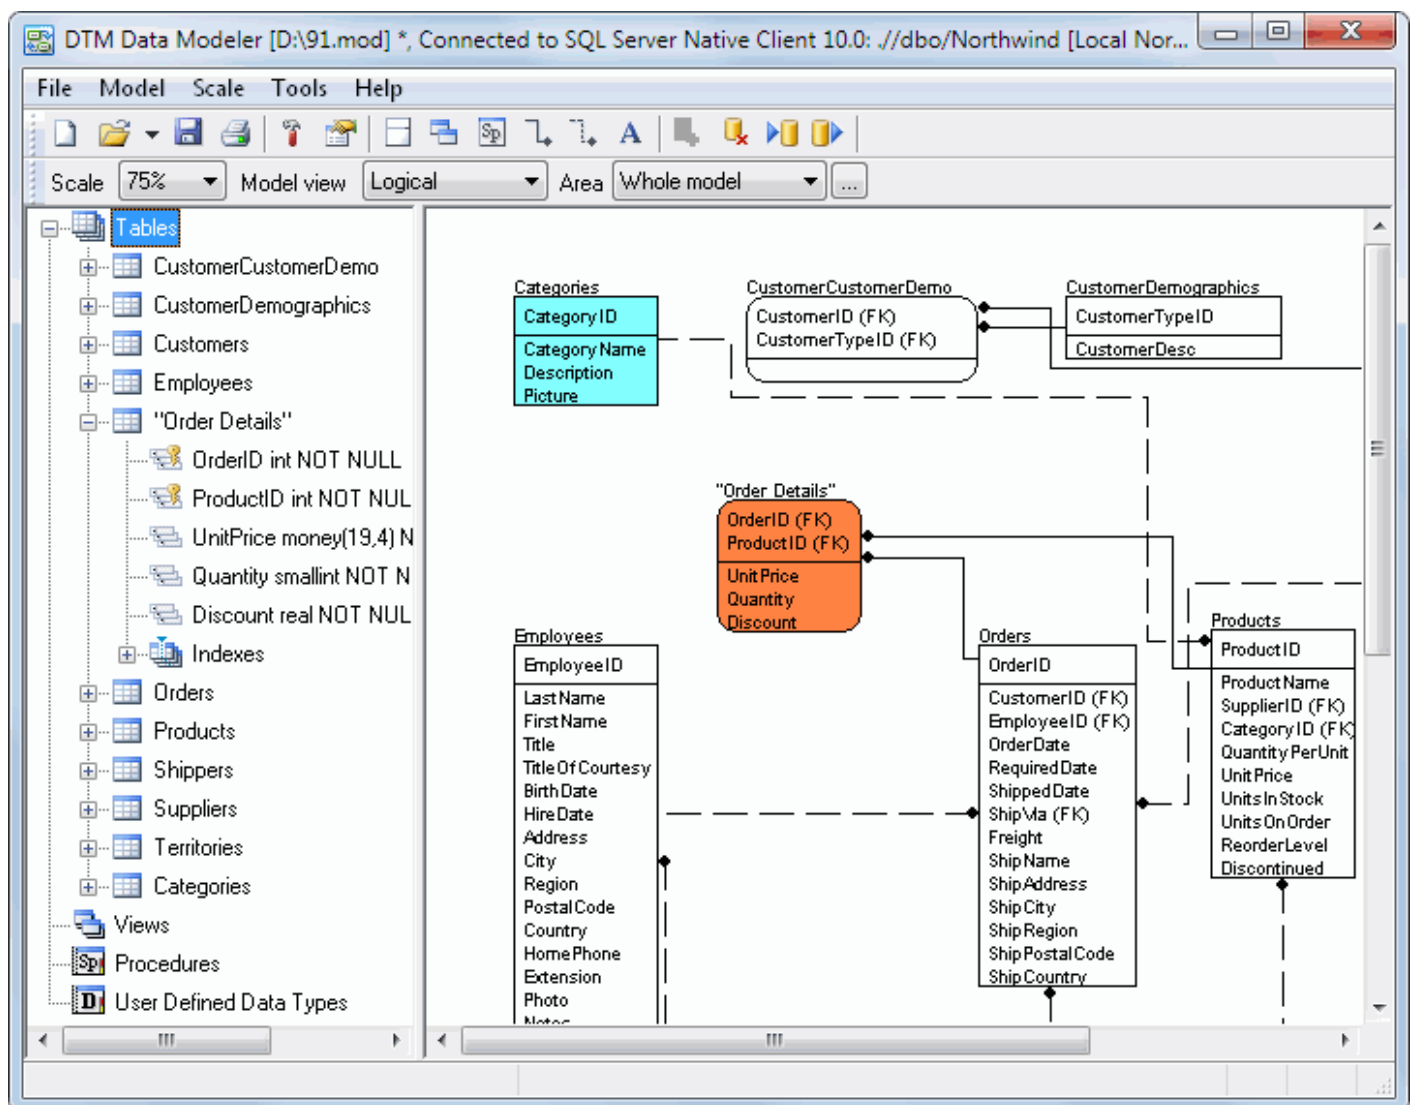 DTM Data Modeler [D:\91.mod] *, Connected to SQL Server Native Client 10.0: .//dbo/Northwind [Local Nor...
File Model Scale Tools Help
Sp A
Scale 75% Model view Logical Area Whole model ...
Tables
CustomerCustomerDemo
CustomerDemographics
Customers
Employees
"Order Details"
OrderID int NOT NULL
ProductID int NOT NUL
UnitPrice money(19,4) N
Quantity smallint NOT N
Discount real NOT NUL
Indexes
Orders
Products
Shippers
Suppliers
Territories
Categories
Views
Sp Procedures
D User Defined Data Types
Categories
CategoryID
CategoryName
Description
Picture
CustomerCustomerDemo
CustomerID (FK)
CustomerTypeID (FK)
CustomerDemographics
CustomerTypeID
CustomerDesc
"Order Details"
OrderID (FK)
ProductID (FK)
UnitPrice
Quantity
Discount
Employees
EmployeeID
LastName
FirstName
Title
TitleOfCourtesy
BirthDate
HireDate
Address
City
Region
PostalCode
Country
HomePhone
Extension
Photo
Notes
Orders
OrderID
CustomerID (FK)
EmployeeID (FK)
OrderDate
RequiredDate
ShippedDate
ShipVia (FK)
Freight
ShipName
ShipAddress
ShipCity
ShipRegion
ShipPostalCode
ShipCountry
Products
ProductID
ProductName
SupplierID (FK)
CategoryID (FK)
QuantityPerUnit
UnitPrice
UnitsInStock
UnitsOnOrder
ReorderLevel
Discontinued